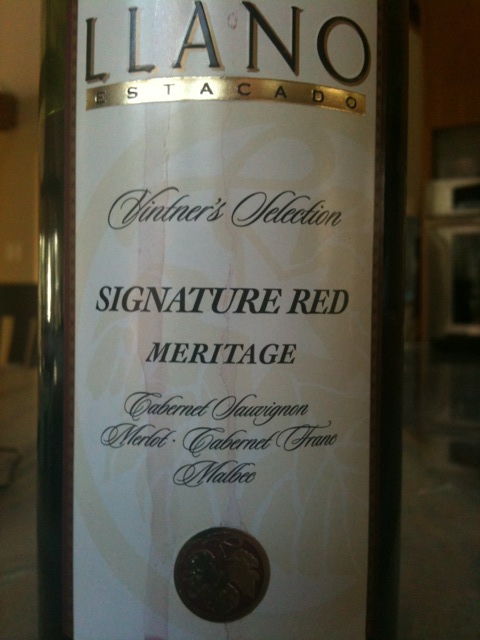 LLANO
ESTACADO
Vintner's Selection
SIGNATURE RED
MERITAGE
Cabernet Sauvignon
Merlot · Cabernet Franc
Malbec